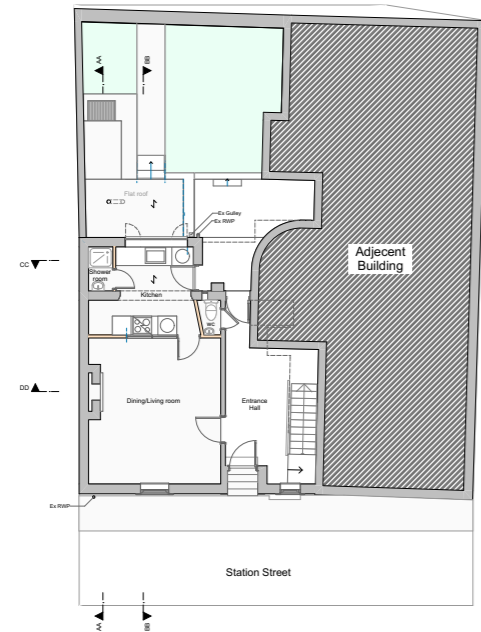 AA
BB
Flat roof
Ex Gulley
Ex RWP
CC
Shower
room
Kitchen
WC
Adjecent
Building
DD
Dining/Living room
Entrance
Hall
Ex RWP
Station Street
AA
BB